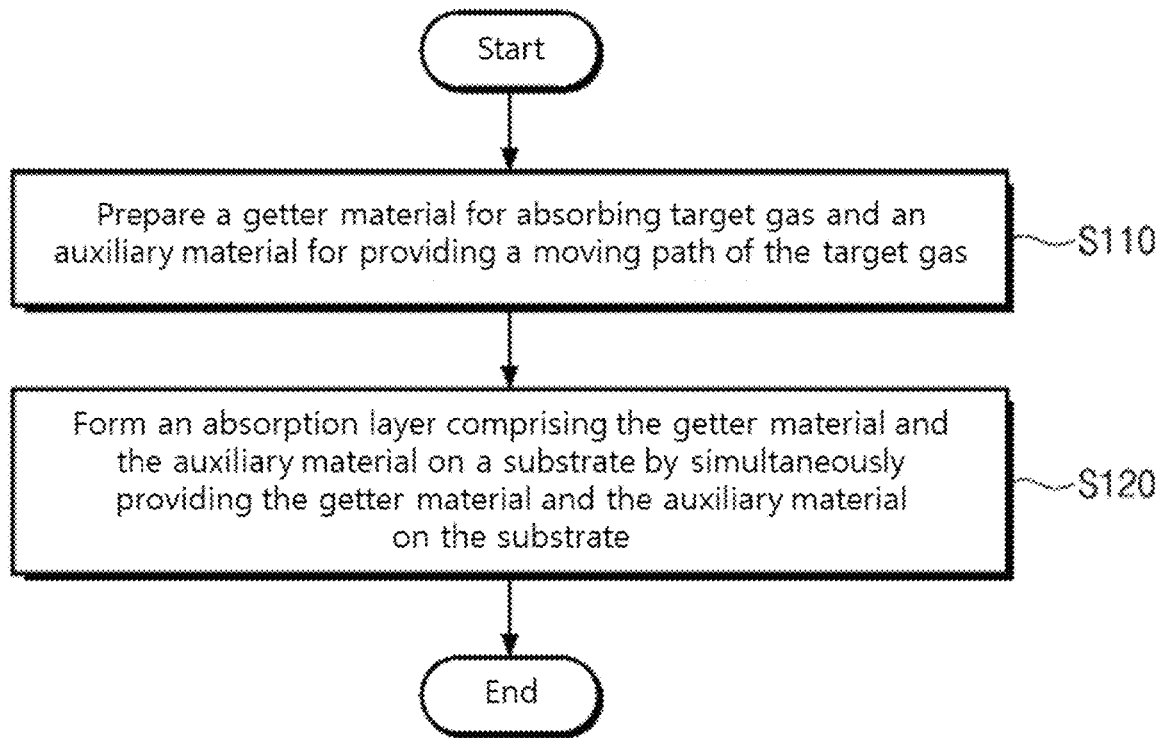 Start
Prepare a getter material for absorbing target gas and an
auxiliary material for providing a moving path of the target gas
S110
Form an absorption layer comprising the getter material and
the auxiliary material on a substrate by simultaneously
providing the getter material and the auxiliary material
on the substrate
S120
End